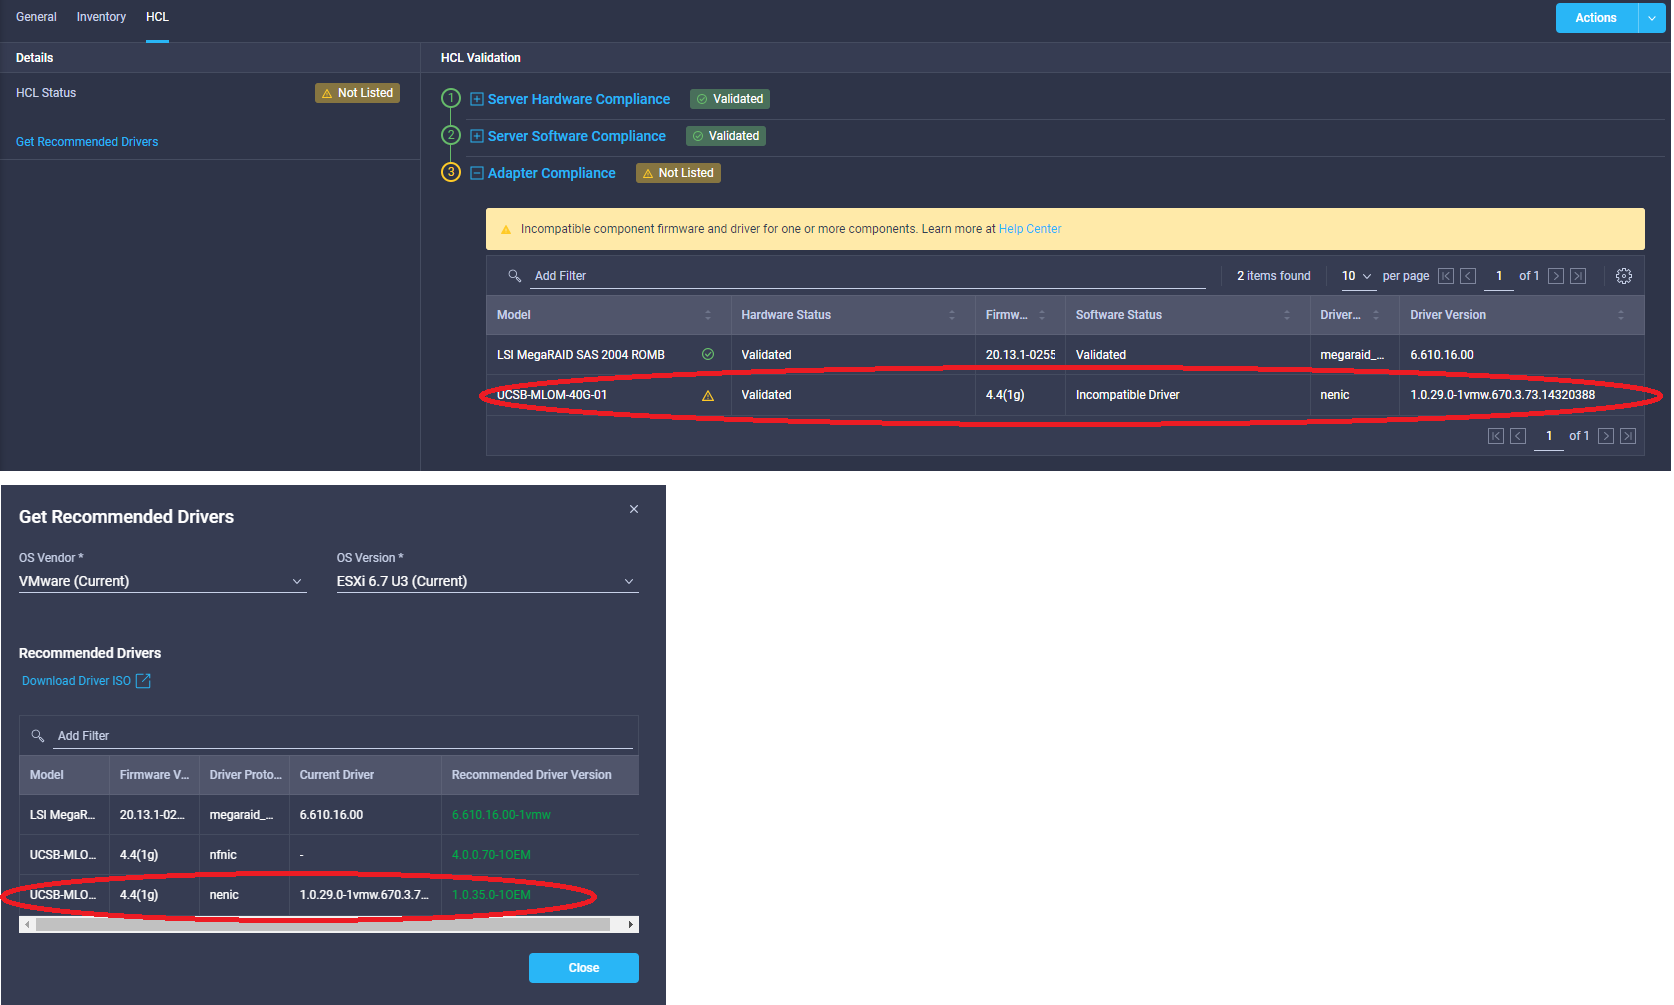 General Inventory HCL Actions
Details HCL Validation
HCL Status Not Listed
1 Server Hardware Compliance Validated
2 Server Software Compliance Validated
Get Recommended Drivers
3 Adapter Compliance Not Listed
Incompatible component firmware and driver for one or more components. Learn more at Help Center
Add Filter 2 items found 10 per page 1 of 1
Model Hardware Status Firmw... Software Status Driver... Driver Version
LSI MegaRAID SAS 2004 ROMB Validated 20.13.1-0255 Validated megaraid_... 6.610.16.00
UCSB-MLOM-40G-01 Validated 4.4(1g) Incompatible Driver nenic 1.0.29.0-1vmw.670.3.73.14320388
1 of 1
Get Recommended Drivers
OS Vendor * OS Version *
VMware (Current) ESXi 6.7 U3 (Current)
Recommended Drivers
Download Driver ISO
Add Filter
Model Firmware V... Driver Proto... Current Driver Recommended Driver Version
LSI MegaR... 20.13.1-02... megaraid_... 6.610.16.00 6.610.16.00-1vmw
UCSB-MLO... 4.4(1g) nfnic - 4.0.0.70-1OEM
UCSB-MLO... 4.4(1g) nenic 1.0.29.0-1vmw.670.3.7... 1.0.35.0-1OEM
Close